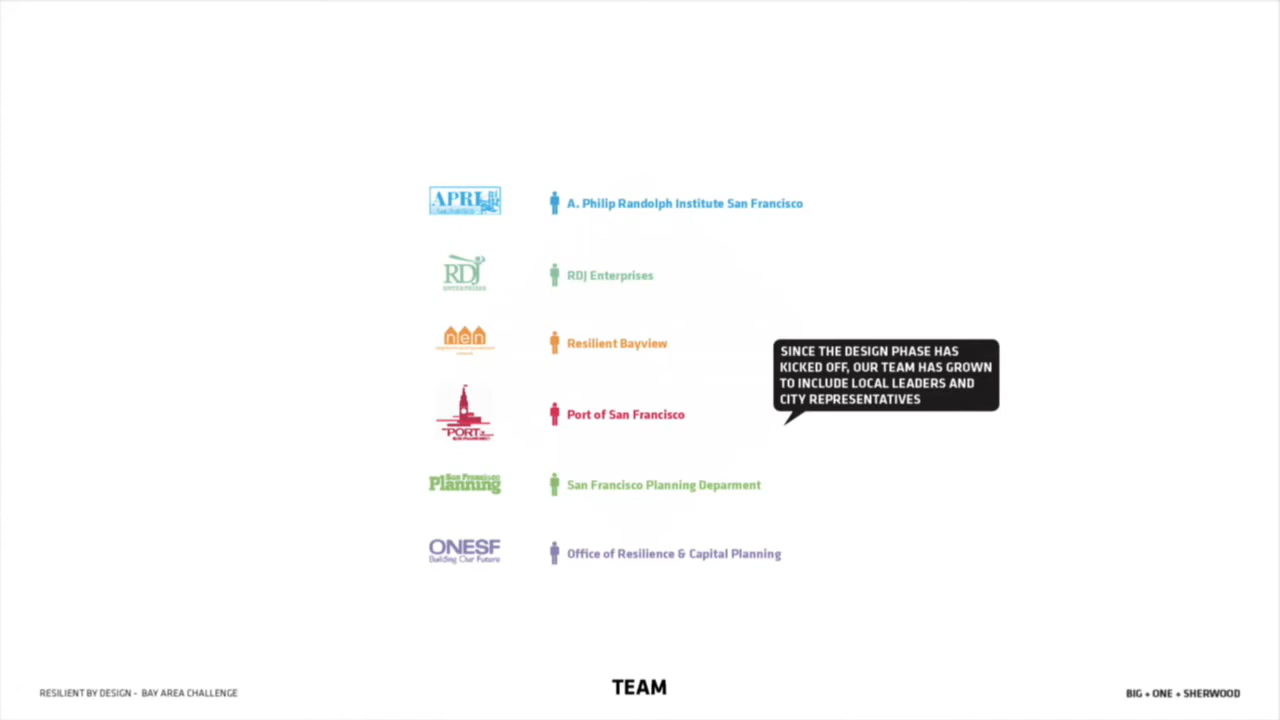 APRI
A. Philip Randolph Institute San Francisco
RDJ
ENTERPRISES
RDJ Enterprises
nen
Resilient Bayview
SINCE THE DESIGN PHASE HAS
KICKED OFF, OUR TEAM HAS GROWN
TO INCLUDE LOCAL LEADERS AND
CITY REPRESENTATIVES
PORT
Port of San Francisco
San Francisco
Planning
San Francisco Planning Deparment
ONESF
Building Our Future
Office of Resilience & Capital Planning
RESILIENT BY DESIGN - BAY AREA CHALLENGE
TEAM
BIG + ONE + SHERWOOD